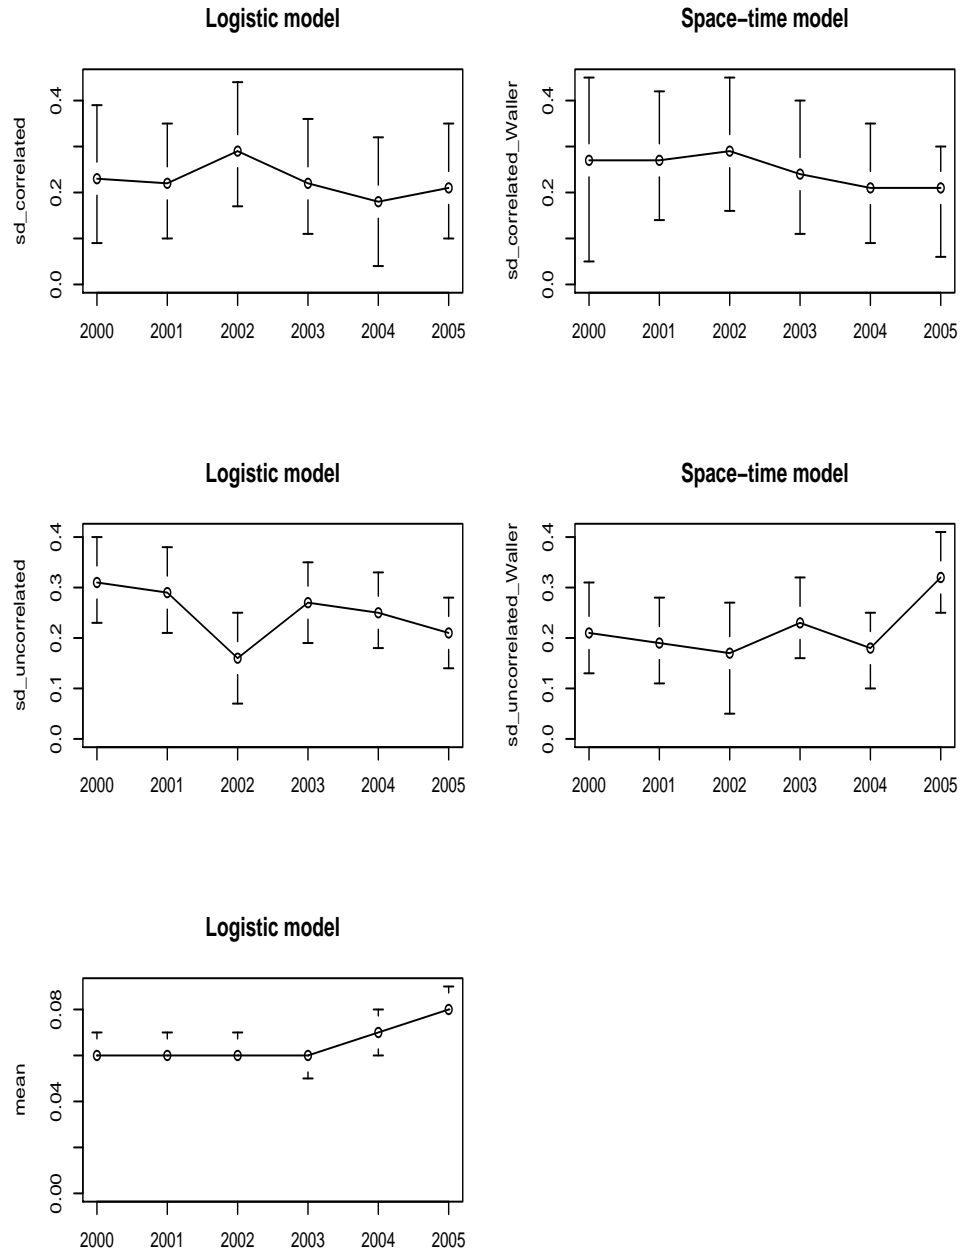 Logistic model
sd_correlated
0.0 0.2 0.4
2000 2001 2002 2003 2004 2005
Space−time model
sd_correlated_Waller
0.0 0.2 0.4
2000 2001 2002 2003 2004 2005
Logistic model
sd_uncorrelated
0.0 0.1 0.2 0.3 0.4
2000 2001 2002 2003 2004 2005
Space−time model
sd_uncorrelated_Waller
0.0 0.1 0.2 0.3 0.4
2000 2001 2002 2003 2004 2005
Logistic model
mean
0.00 0.04 0.08
2000 2001 2002 2003 2004 2005